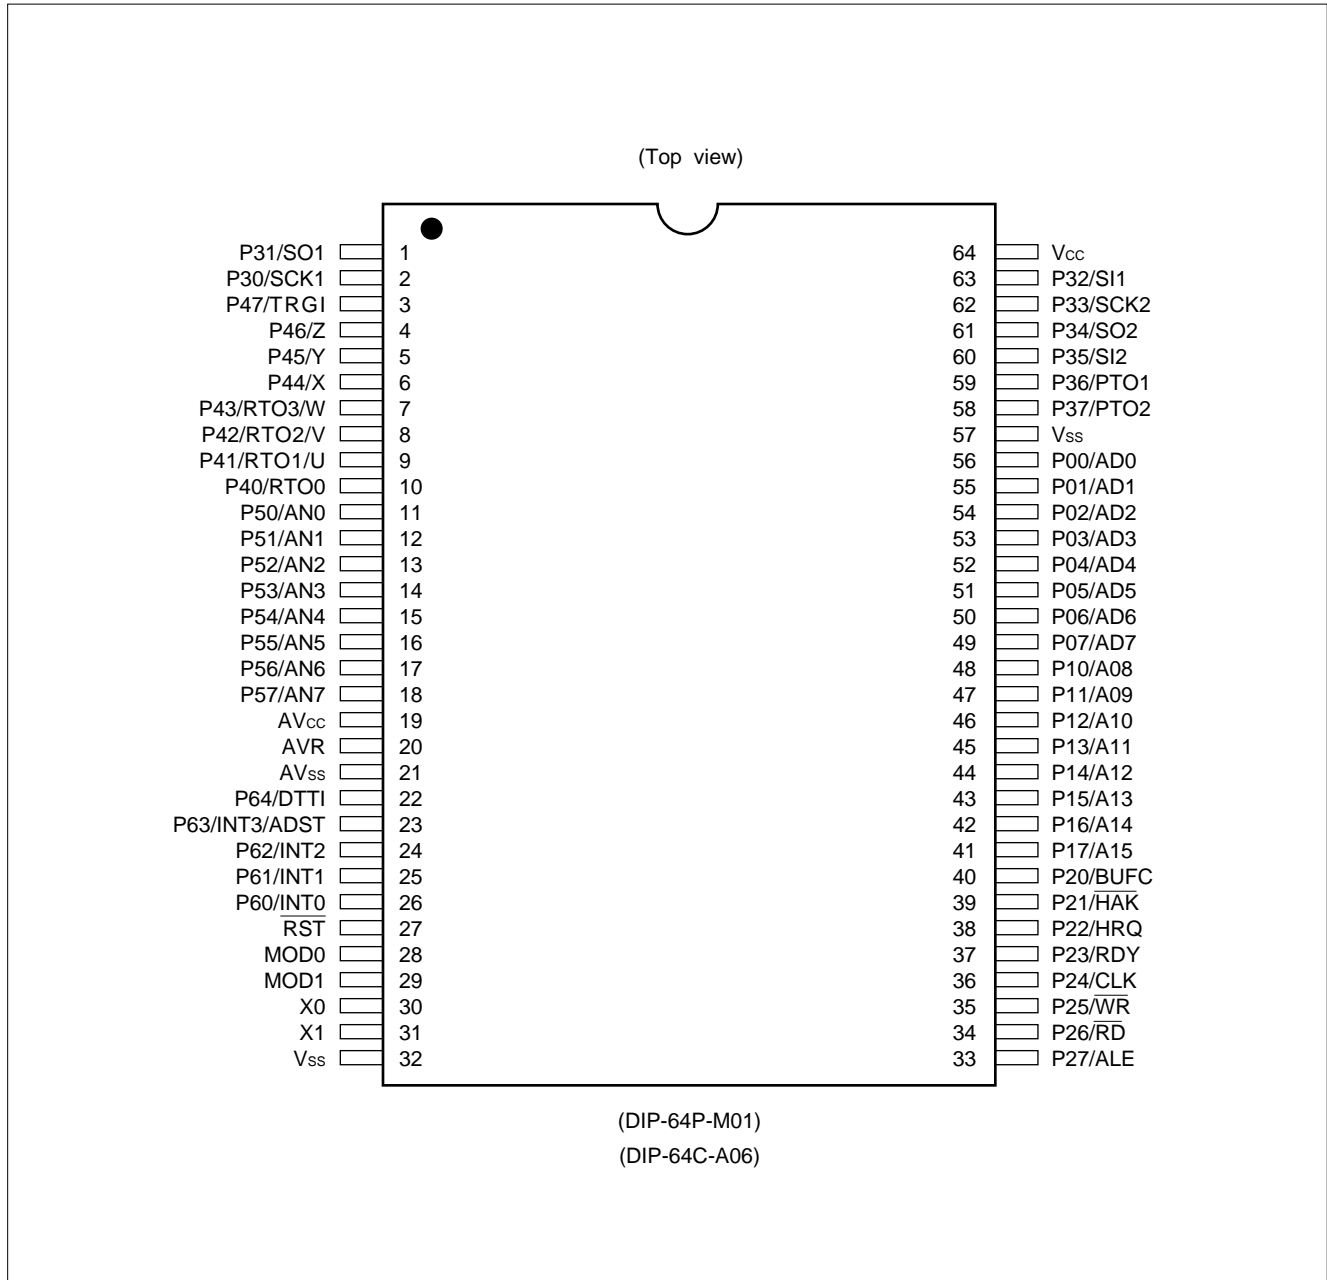 (Top view)
P31/SO1 1 64 Vcc
P30/SCK1 2 63 P32/SI1
P47/TRGI 3 62 P33/SCK2
P46/Z 4 61 P34/SO2
P45/Y 5 60 P35/SI2
P44/X 6 59 P36/PTO1
P43/RTO3/W 7 58 P37/PTO2
P42/RTO2/V 8 57 Vss
P41/RTO1/U 9 56 P00/AD0
P40/RTO0 10 55 P01/AD1
P50/AN0 11 54 P02/AD2
P51/AN1 12 53 P03/AD3
P52/AN2 13 52 P04/AD4
P53/AN3 14 51 P05/AD5
P54/AN4 15 50 P06/AD6
P55/AN5 16 49 P07/AD7
P56/AN6 17 48 P10/A08
P57/AN7 18 47 P11/A09
AVcc 19 46 P12/A10
AVR 20 45 P13/A11
AVss 21 44 P14/A12
P64/DTTI 22 43 P15/A13
P63/INT3/ADST 23 42 P16/A14
P62/INT2 24 41 P17/A15
P61/INT1 25 40 P20/BUFC
P60/INT0 26 39 P21/H̅A̅K̅
R̅S̅T̅ 27 38 P22/HRQ
MOD0 28 37 P23/RDY
MOD1 29 36 P24/CLK
X0 30 35 P25/W̅R̅
X1 31 34 P26/R̅D̅
Vss 32 33 P27/ALE
(DIP-64P-M01)
(DIP-64C-A06)